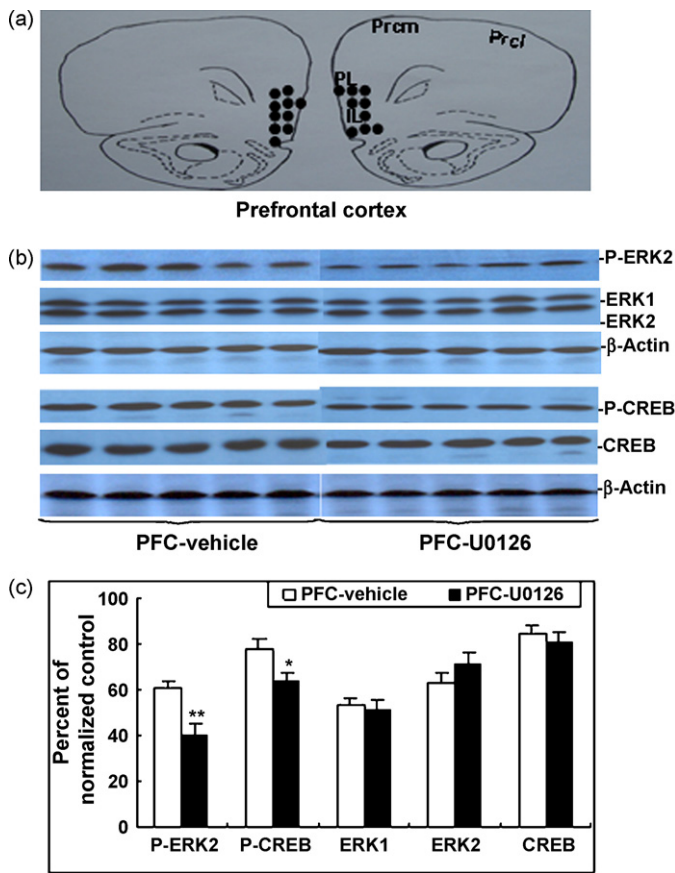 (a)
Prcm
Prcl
PL
IL
Prefrontal cortex
(b)
-P-ERK2
-ERK1
-ERK2
-β-Actin
-P-CREB
-CREB
-β-Actin
PFC-vehicle
PFC-U0126
(c)
PFC-vehicle
PFC-U0126
Percent of
normalized control
100
80
60
40
20
0
**
*
P-ERK2
P-CREB
ERK1
ERK2
CREB